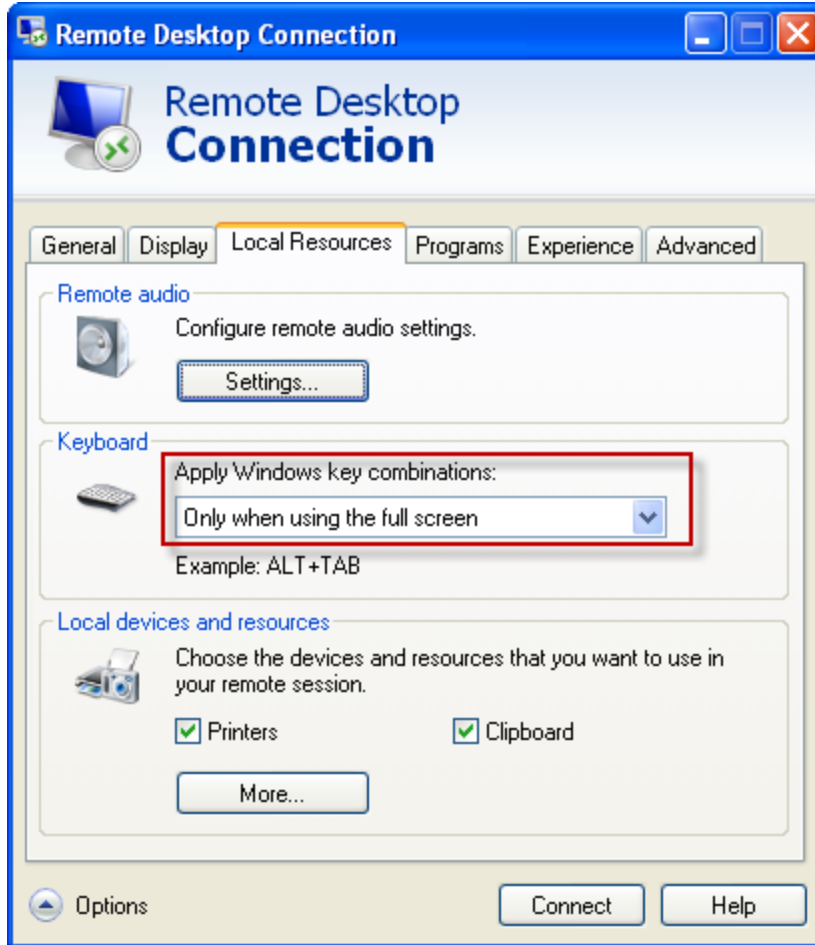 Remote Desktop Connection
Remote Desktop
Connection
General Display Local Resources Programs Experience Advanced
Remote audio
Configure remote audio settings.
Settings...
Keyboard
Apply Windows key combinations:
Only when using the full screen
Example: ALT+TAB
Local devices and resources
Choose the devices and resources that you want to use in
your remote session.
Printers Clipboard
More...
Options Connect Help